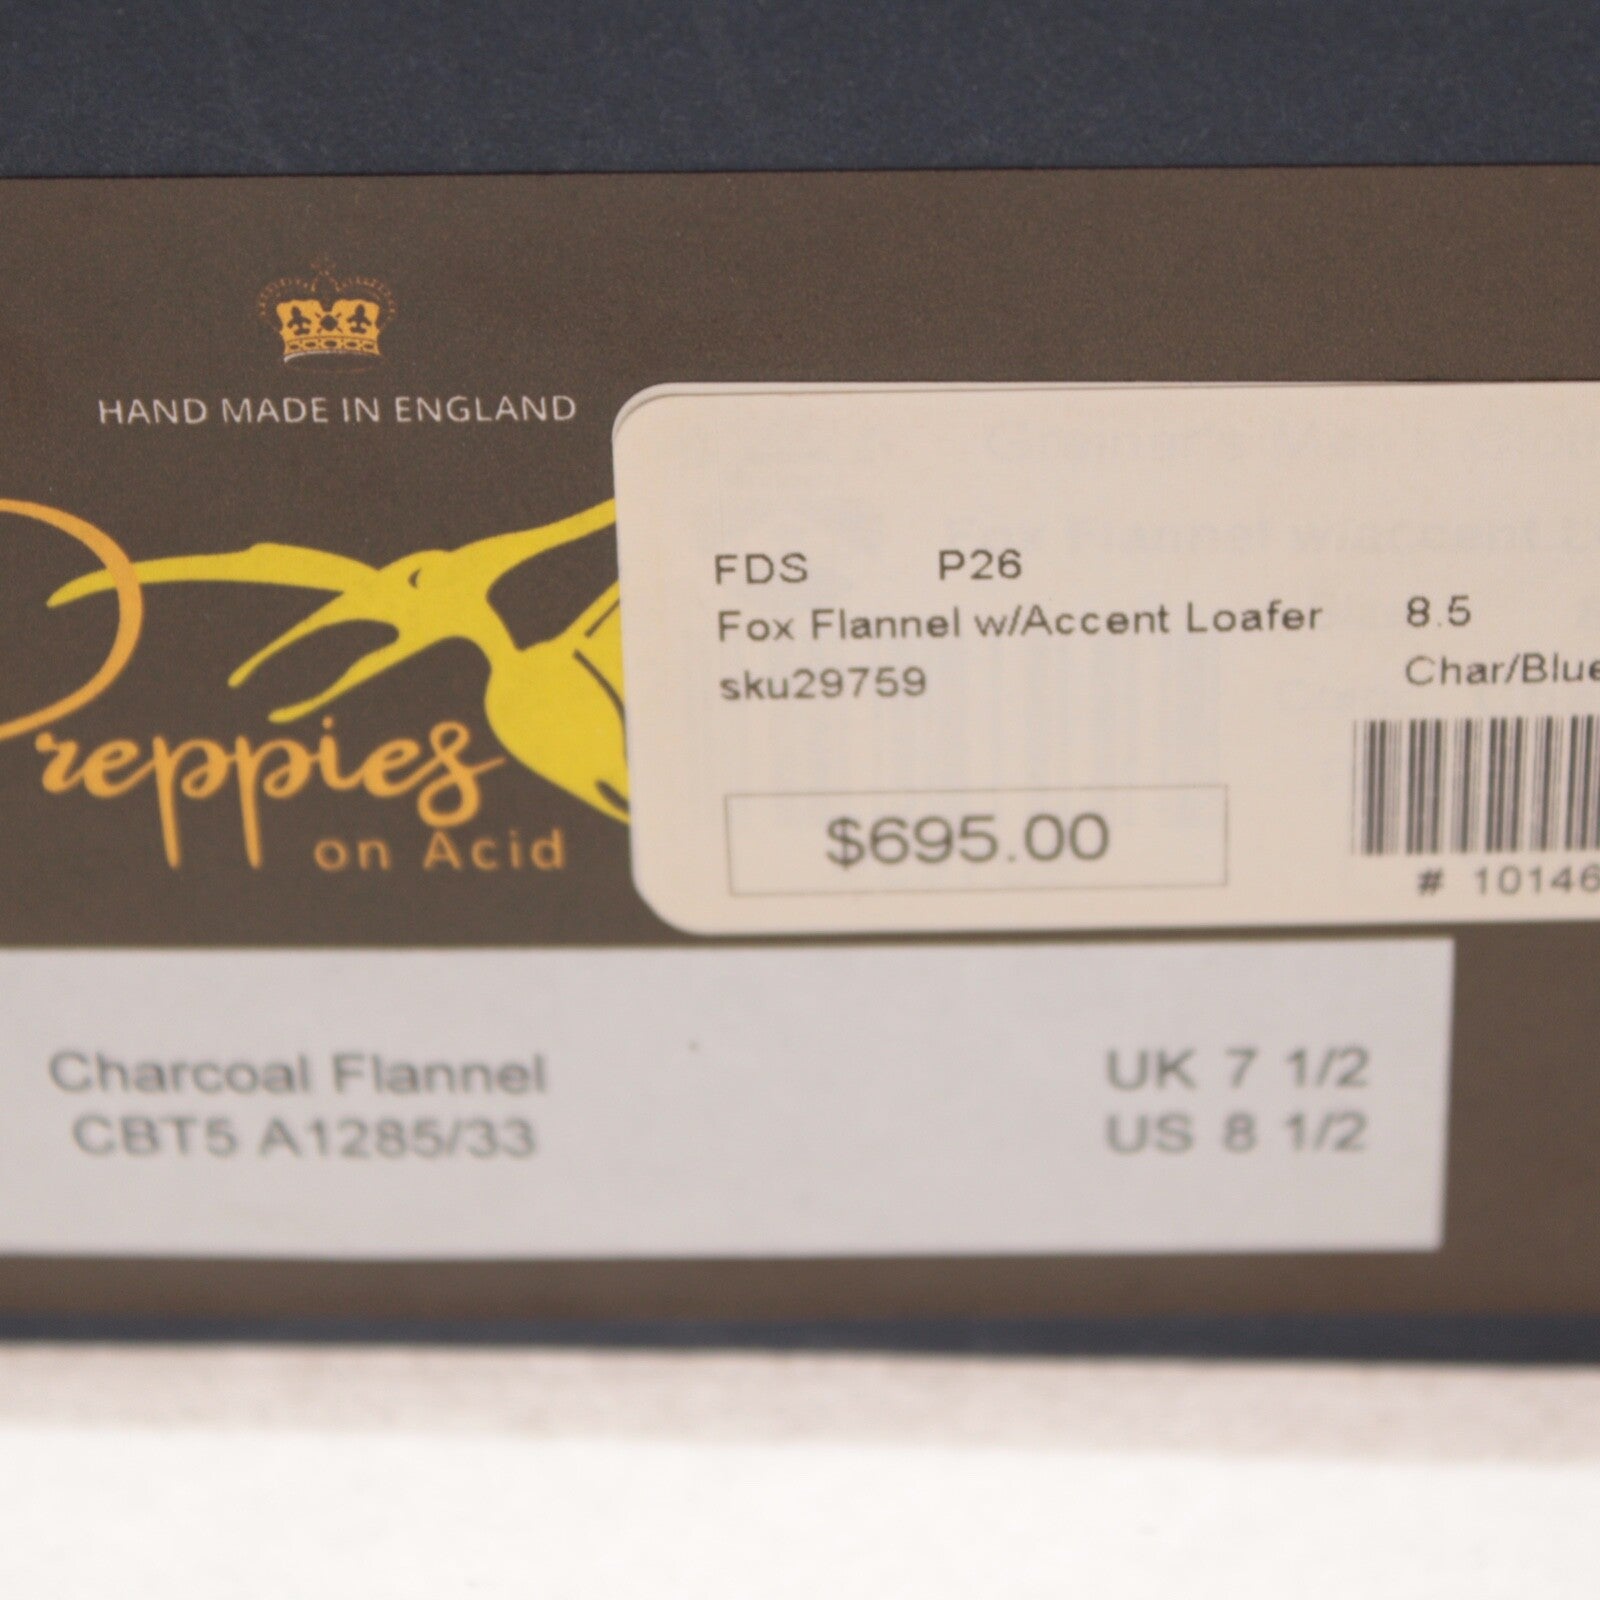 HAND MADE IN ENGLAND
Preppies
on Acid
FDS P26
Fox Flannel w/Accent Loafer 8.5
sku29759 Char/Blue
$695.00
# 10146
Charcoal Flannel UK 7 1/2
CBT5 A1285/33 US 8 1/2